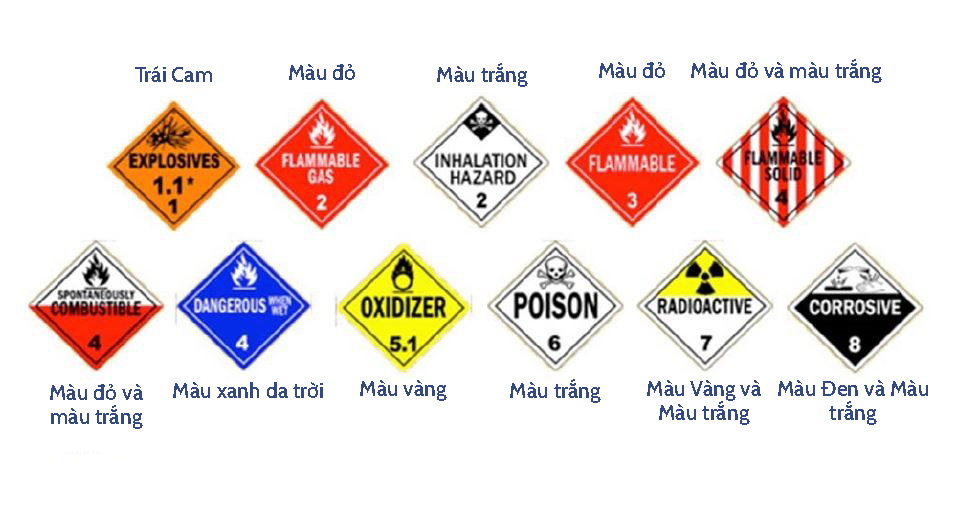 Trái Cam
Màu đỏ
Màu trắng
Màu đỏ
Màu đỏ và màu trắng
EXPLOSIVES
1.1*
1
FLAMMABLE
GAS
2
INHALATION
HAZARD
2
FLAMMABLE
3
FLAMMABLE
SOLID
4
SPONTANEOUSLY
COMBUSTIBLE
4
DANGEROUS WHEN WET
4
OXIDIZER
5.1
POISON
6
RADIOACTIVE
7
CORROSIVE
8
Màu đỏ và
màu trắng
Màu xanh da trời
Màu vàng
Màu trắng
Màu Vàng và
Màu trắng
Màu Đen và Màu
trắng